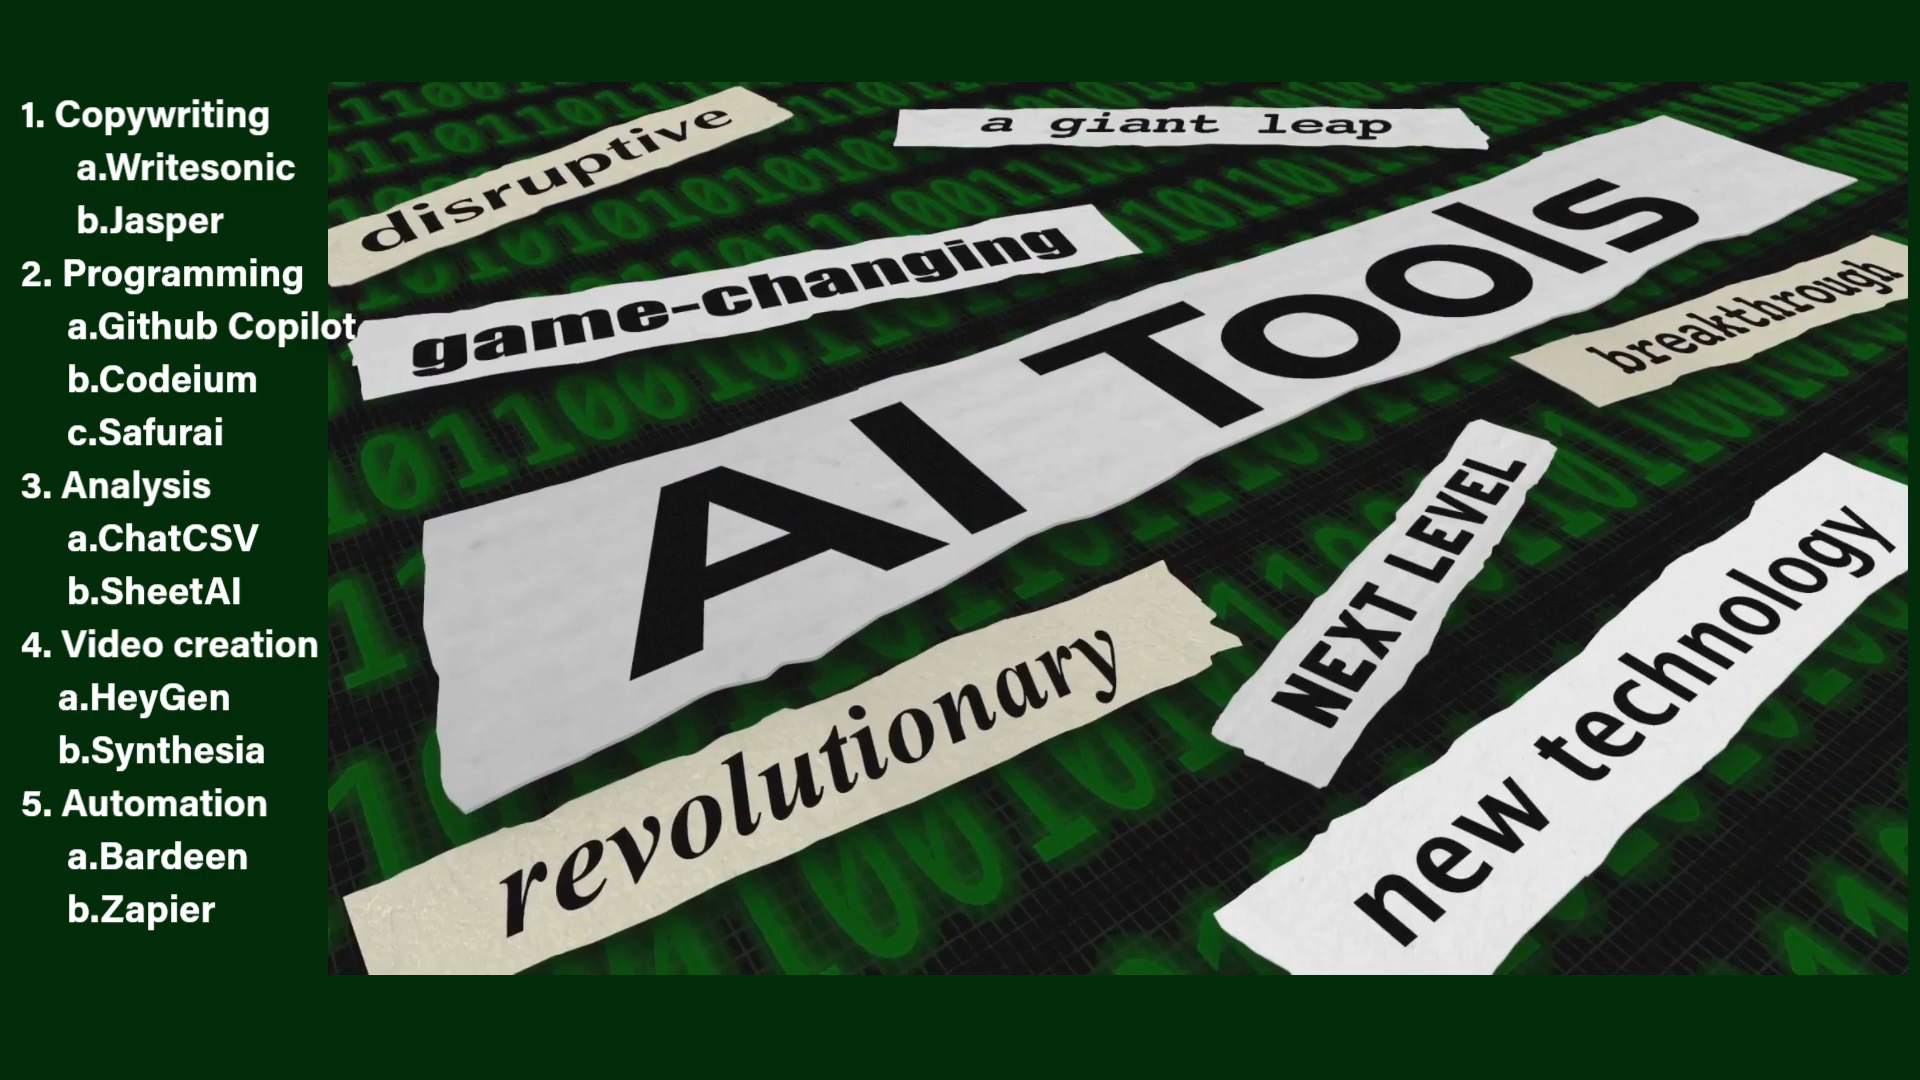 1. Copywriting
a.Writesonic
b.Jasper
2. Programming
a.Github Copilot
b.Codeium
c.Safurai
3. Analysis
a.ChatCSV
b.SheetAI
4. Video creation
a.HeyGen
b.Synthesia
5. Automation
a.Bardeen
b.Zapier
disruptive
a giant leap
game-changing
AI Tools
breakthrough
NEXT LEVEL
revolutionary
new technology